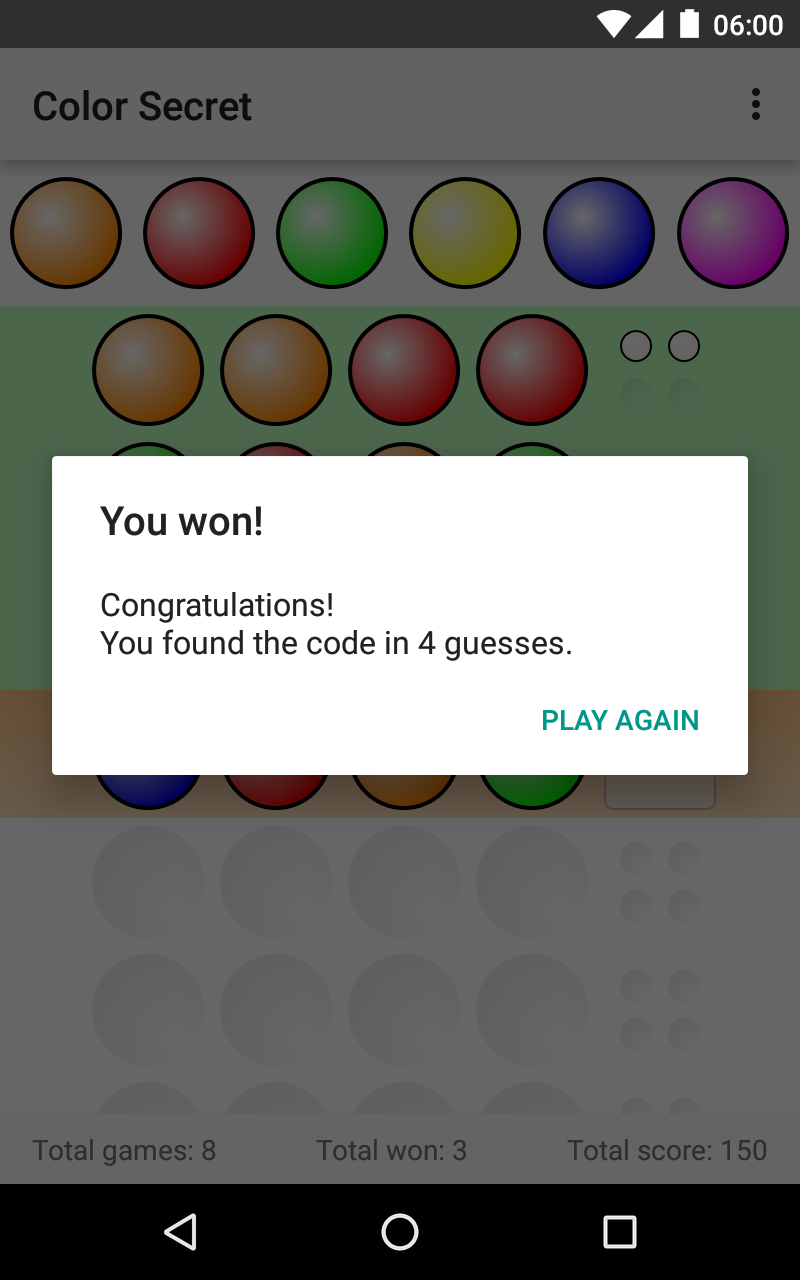 06:00
Color Secret
You won!
Congratulations!
You found the code in 4 guesses.
PLAY AGAIN
Total games: 8 Total won: 3 Total score: 150